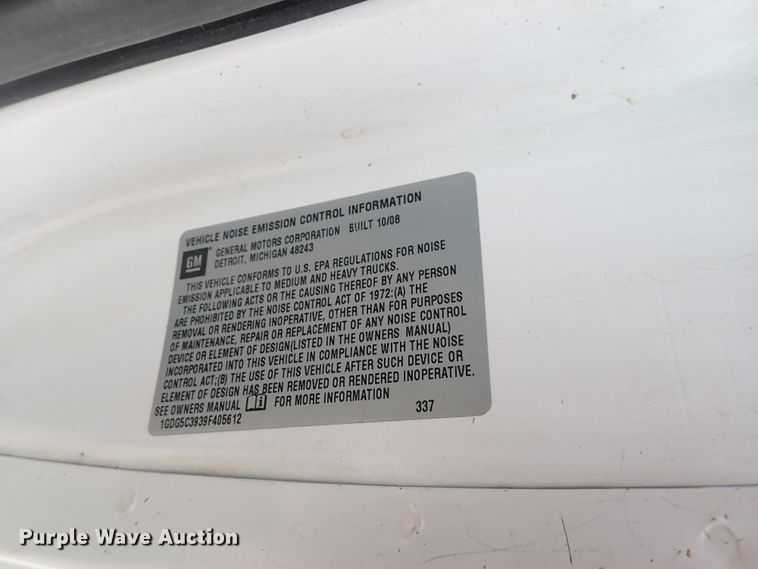 VEHICLE NOISE EMISSION CONTROL INFORMATION
GM GENERAL MOTORS CORPORATION BUILT 10/08
DETROIT, MICHIGAN 48243
THIS VEHICLE CONFORMS TO U.S. EPA REGULATIONS FOR NOISE
EMISSION APPLICABLE TO MEDIUM AND HEAVY TRUCKS.
THE FOLLOWING ACTS OR THE CAUSING THEREOF BY ANY PERSON
ARE PROHIBITED BY THE NOISE CONTROL ACT OF 1972:(A) THE
REMOVAL OR RENDERING INOPERATIVE, OTHER THAN FOR PURPOSES
OF MAINTENANCE, REPAIR OR REPLACEMENT OF ANY NOISE CONTROL
DEVICE OR ELEMENT OF DESIGN(LISTED IN THE OWNERS MANUAL)
INCORPORATED INTO THIS VEHICLE IN COMPLIANCE WITH THE NOISE
CONTROL ACT;(B) THE USE OF THIS VEHICLE AFTER SUCH DEVICE OR
ELEMENT OF DESIGN HAS BEEN REMOVED OR RENDERED INOPERATIVE.
SEE OWNERS MANUAL FOR MORE INFORMATION
1GDG5C3939F405612 337
Purple Wave Auction